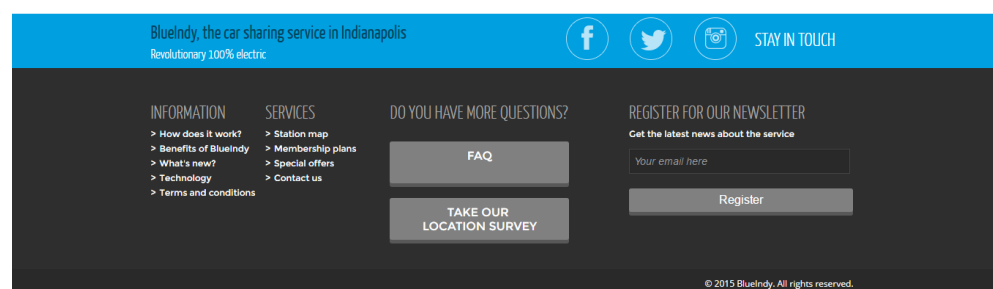 BlueIndy, the car sharing service in Indianapolis
Revolutionary 100% electric
STAY IN TOUCH
INFORMATION
> How does it work?
> Benefits of BlueIndy
> What's new?
> Technology
> Terms and conditions
SERVICES
> Station map
> Membership plans
> Special offers
> Contact us
DO YOU HAVE MORE QUESTIONS?
FAQ
TAKE OUR
LOCATION SURVEY
REGISTER FOR OUR NEWSLETTER
Get the latest news about the service
Your email here
Register
© 2015 BlueIndy. All rights reserved.